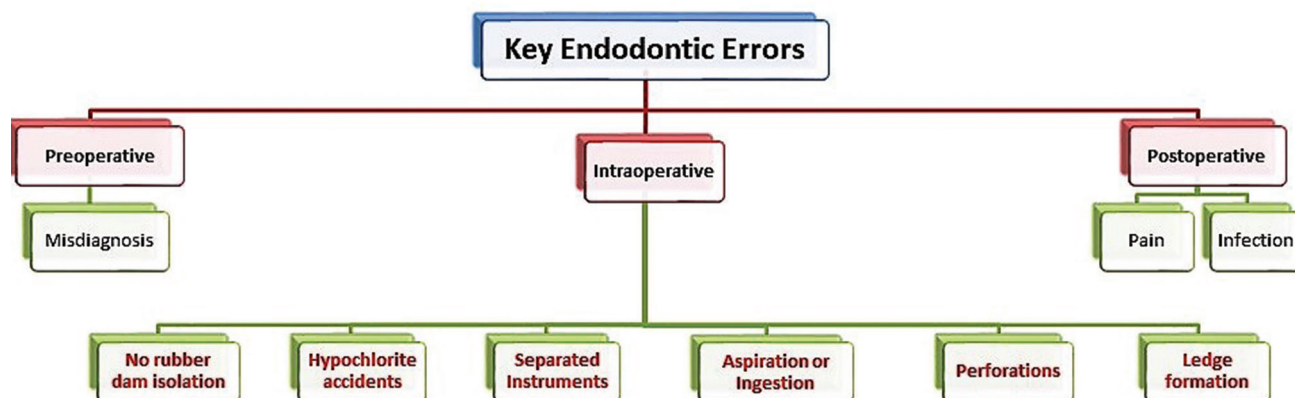 Key Endodontic Errors
Preoperative
Intraoperative
Postoperative
Misdiagnosis
Pain
Infection
No rubber
dam isolation
Hypochlorite
accidents
Separated
Instruments
Aspiration or
Ingestion
Perforations
Ledge
formation